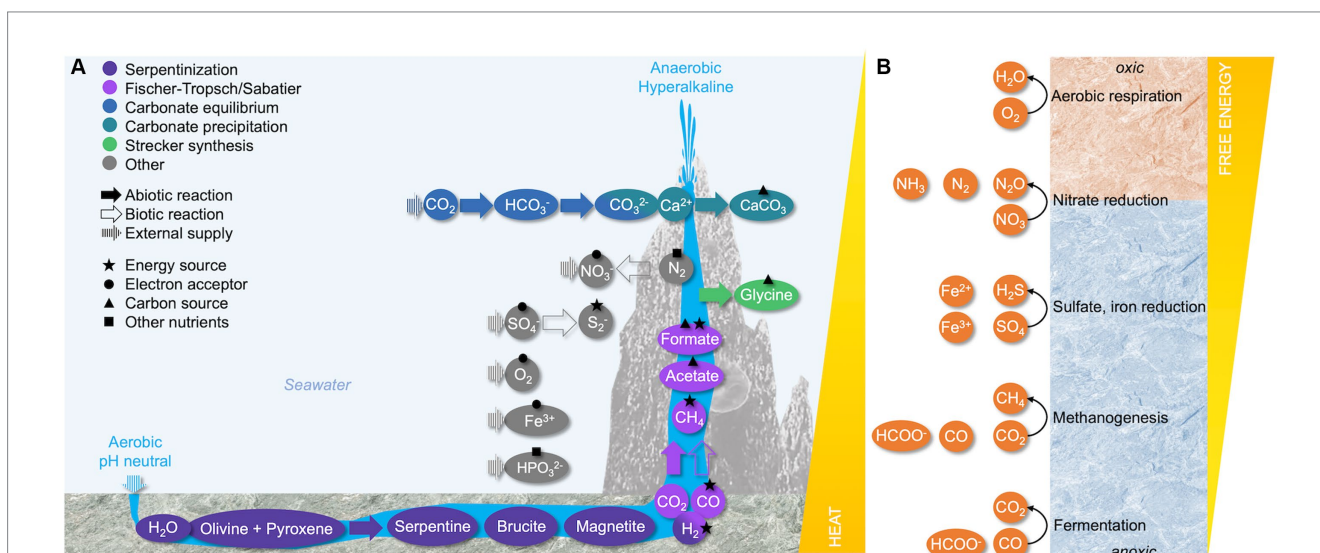 A
Serpentinization
Fischer-Tropsch/Sabatier
Carbonate equilibrium
Carbonate precipitation
Strecker synthesis
Other
Abiotic reaction
Biotic reaction
External supply
Energy source
Electron acceptor
Carbon source
Other nutrients
Anaerobic
Hyperalkaline
CO₂
HCO₃⁻
CO₃²⁻
Ca²⁺
CaCO₃
NO₃⁻
N₂
Glycine
SO₄⁻
S₂⁻
Formate
O₂
Acetate
Seawater
Fe³⁺
CH₄
Aerobic
pH neutral
HPO₃²⁻
CO₂
CO
H₂O
Olivine + Pyroxene
Serpentine
Brucite
Magnetite
H₂
HEAT
B
oxic
H₂O
Aerobic respiration
O₂
FREE ENERGY
NH₃
N₂
N₂O
Nitrate reduction
NO₃
Fe²⁺
H₂S
Sulfate, iron reduction
Fe³⁺
SO₄
CH₄
Methanogenesis
HCOO⁻
CO
CO₂
CO₂
Fermentation
HCOO⁻
CO
anoxic